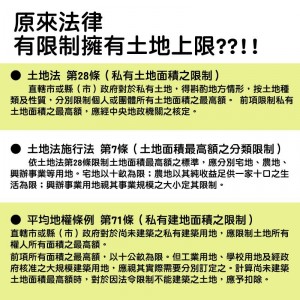 原來法律
有限制擁有土地上限??!!
● 土地法 第28條（私有土地面積之限制）
直轄市或縣（市）政府對於私有土地，得斟酌地方情形，按土地種
類及性質，分別限制個人或團體所有土地面積之最高額。 前項限制私有
土地面積之最高額，應經中央地政機關之核定。
● 土地法施行法 第7條（土地面積最高額之分類限制）
依土地法第28條限制土地面積最高額之標準，應分別宅地、農地、
興辦事業等用地。宅地以十畝為限；農地以其純收益足供一家十口之生
活為限；興辦事業用地視其事業規模之大小定其限制。
● 平均地權條例 第71條（私有建地面積之限制）
直轄市或縣（市）政府對於尚未建築之私有建築用地，應限制土地所有
權人所有面積之最高額。
前項所有面積之最高額，以十公畝為限。但工業用地、學校用地及經政
府核准之大規模建築用地，應視其實際需要分別訂定之。計算尚未建築
土地面積最高額時，對於因法令限制不能建築之土地，應予扣除。